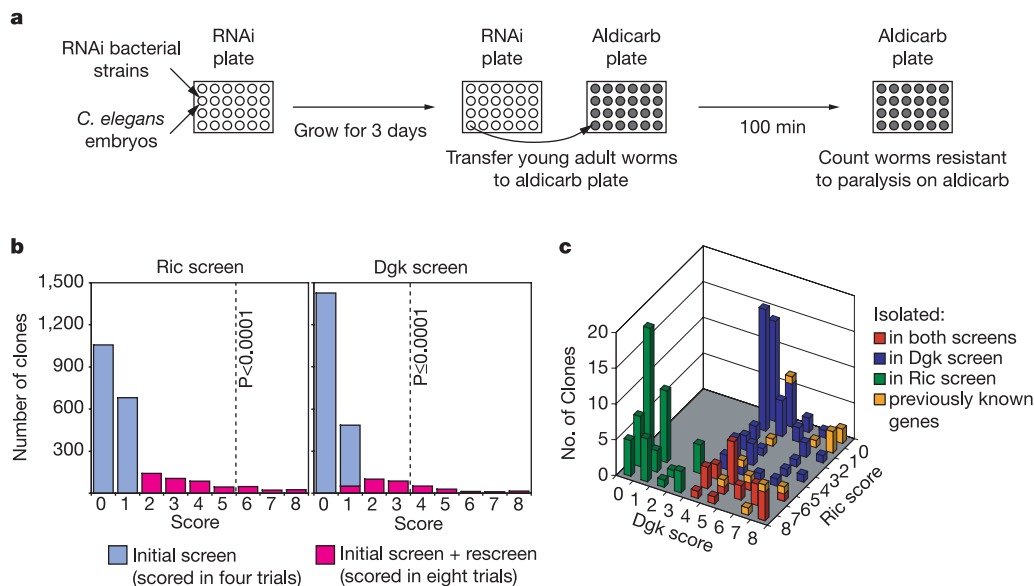 a
RNAi
plate
RNAi bacterial
strains
C. elegans
embryos
Grow for 3 days
RNAi
plate
Aldicarb
plate
Transfer young adult worms
to aldicarb plate
100 min
Aldicarb
plate
Count worms resistant
to paralysis on aldicarb
b
Ric screen
Dgk screen
Number of clones
1,500
1,200
900
600
300
P<0.0001
P≤0.0001
0 1 2 3 4 5 6 7 8
0 1 2 3 4 5 6 7 8
Score
Score
Initial screen
(scored in four trials)
Initial screen + rescreen
(scored in eight trials)
c
No. of Clones
20
15
10
5
0
0 1 2 3 4 5 6 7 8
Dgk score
8 7 6 5 4 3 2 1 0
Ric score
Isolated:
in both screens
in Dgk screen
in Ric screen
previously known
genes